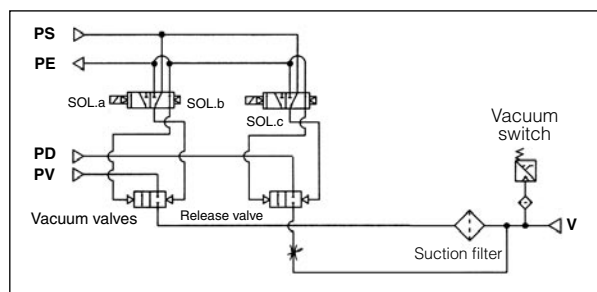 PS
PE
SOL.a
SOL.b
SOL.c
Vacuum
switch
PD
PV
Vacuum valves
Release valve
V
Suction filter